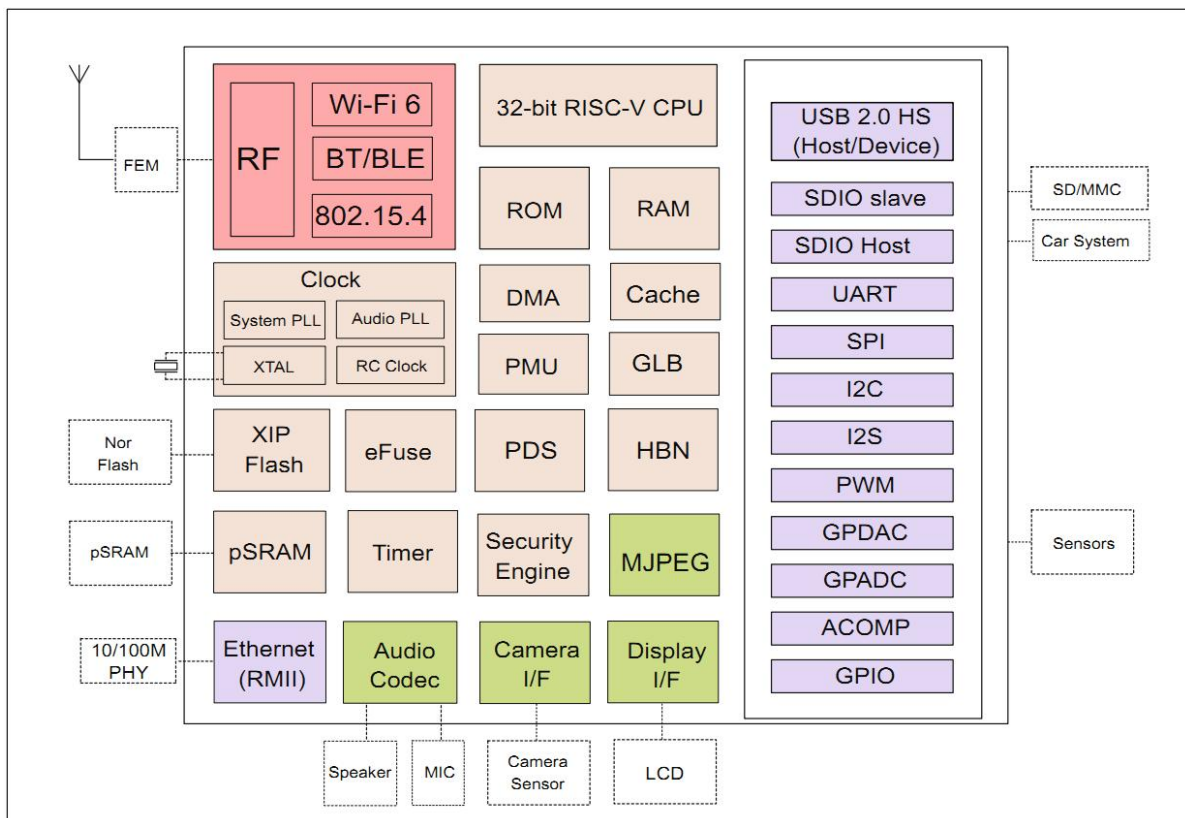 Wi-Fi 6
32-bit RISC-V CPU
USB 2.0 HS
(Host/Device)
FEM
RF
BT/BLE
802.15.4
ROM
RAM
SDIO slave
SD/MMC
SDIO Host
Car System
Clock
System PLL
Audio PLL
XTAL
RC Clock
DMA
Cache
UART
PMU
GLB
SPI
I2C
Nor
Flash
XIP
Flash
eFuse
PDS
HBN
I2S
PWM
pSRAM
pSRAM
Timer
Security
Engine
MJPEG
GPDAC
Sensors
GPADC
10/100M
PHY
Ethernet
(RMII)
Audio
Codec
Camera
I/F
Display
I/F
ACOMP
GPIO
Speaker
MIC
Camera
Sensor
LCD